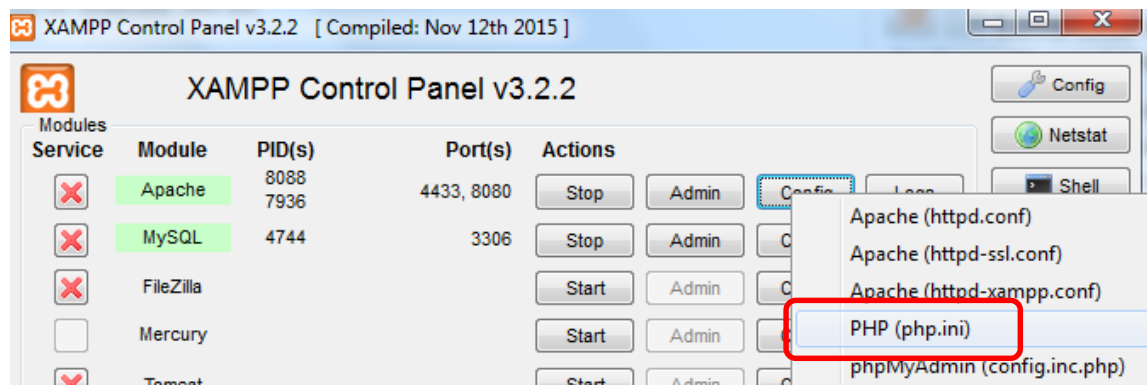 XAMPP Control Panel v3.2.2 [ Compiled: Nov 12th 2015 ]
XAMPP Control Panel v3.2.2
Config
Modules
Netstat
Service Module PID(s) Port(s) Actions
Shell
Apache 8088 4433, 8080 Stop Admin Config Logs
7936
MySQL 4744 3306 Stop Admin
FileZilla Start Admin
Mercury Start Admin
Tomcat Start Admin
Apache (httpd.conf)
Apache (httpd-ssl.conf)
Apache (httpd-xampp.conf)
PHP (php.ini)
phpMyAdmin (config.inc.php)